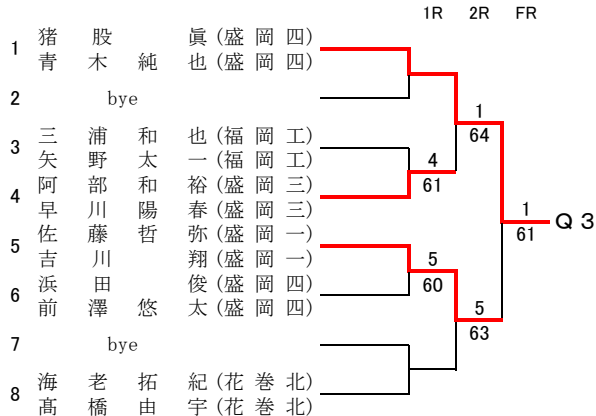 1R 2R FR
1 猪股 眞(盛岡四)
青木純也(盛岡四)
2 bye
3 三浦和也(福岡工)
矢野太一(福岡工)
4 阿部和裕(盛岡三)
早川陽春(盛岡三)
5 佐藤哲弥(盛岡一)
吉川 翔(盛岡一)
6 浜田 俊(盛岡四)
前澤悠太(盛岡四)
7 bye
8 海老拓紀(花巻北)
髙橋由宇(花巻北)
4
61
5
60
1
64
5
63
1
61
Q3